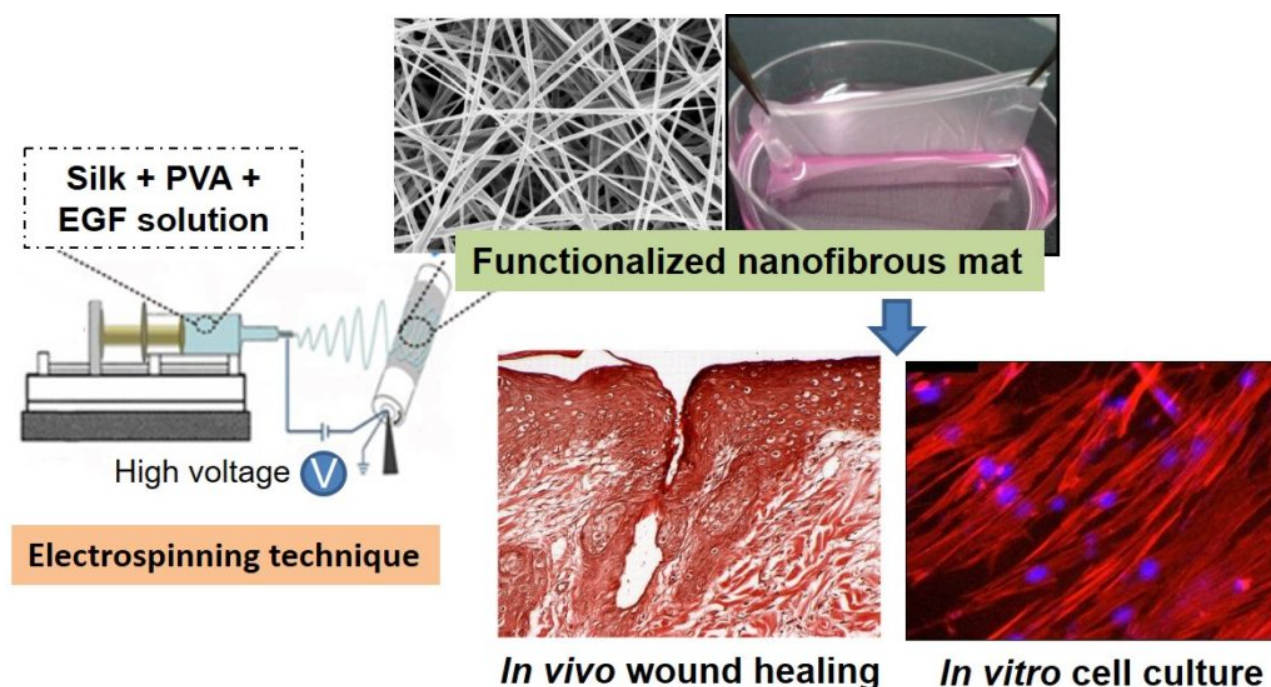 Silk + PVA +
EGF solution
Functionalized nanofibrous mat
High voltage V
Electrospinning technique
In vivo wound healing
In vitro cell culture